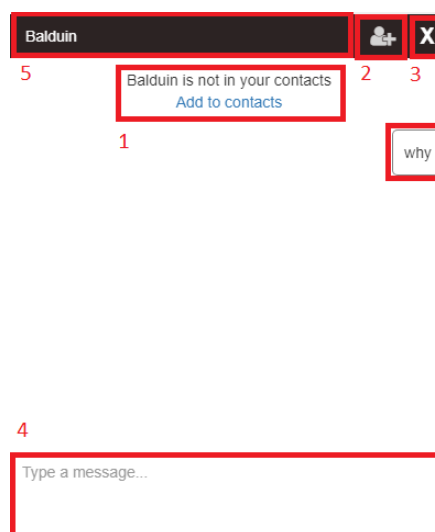 Balduin
X
5
2
3
Balduin is not in your contacts
Add to contacts
1
why
4
Type a message...